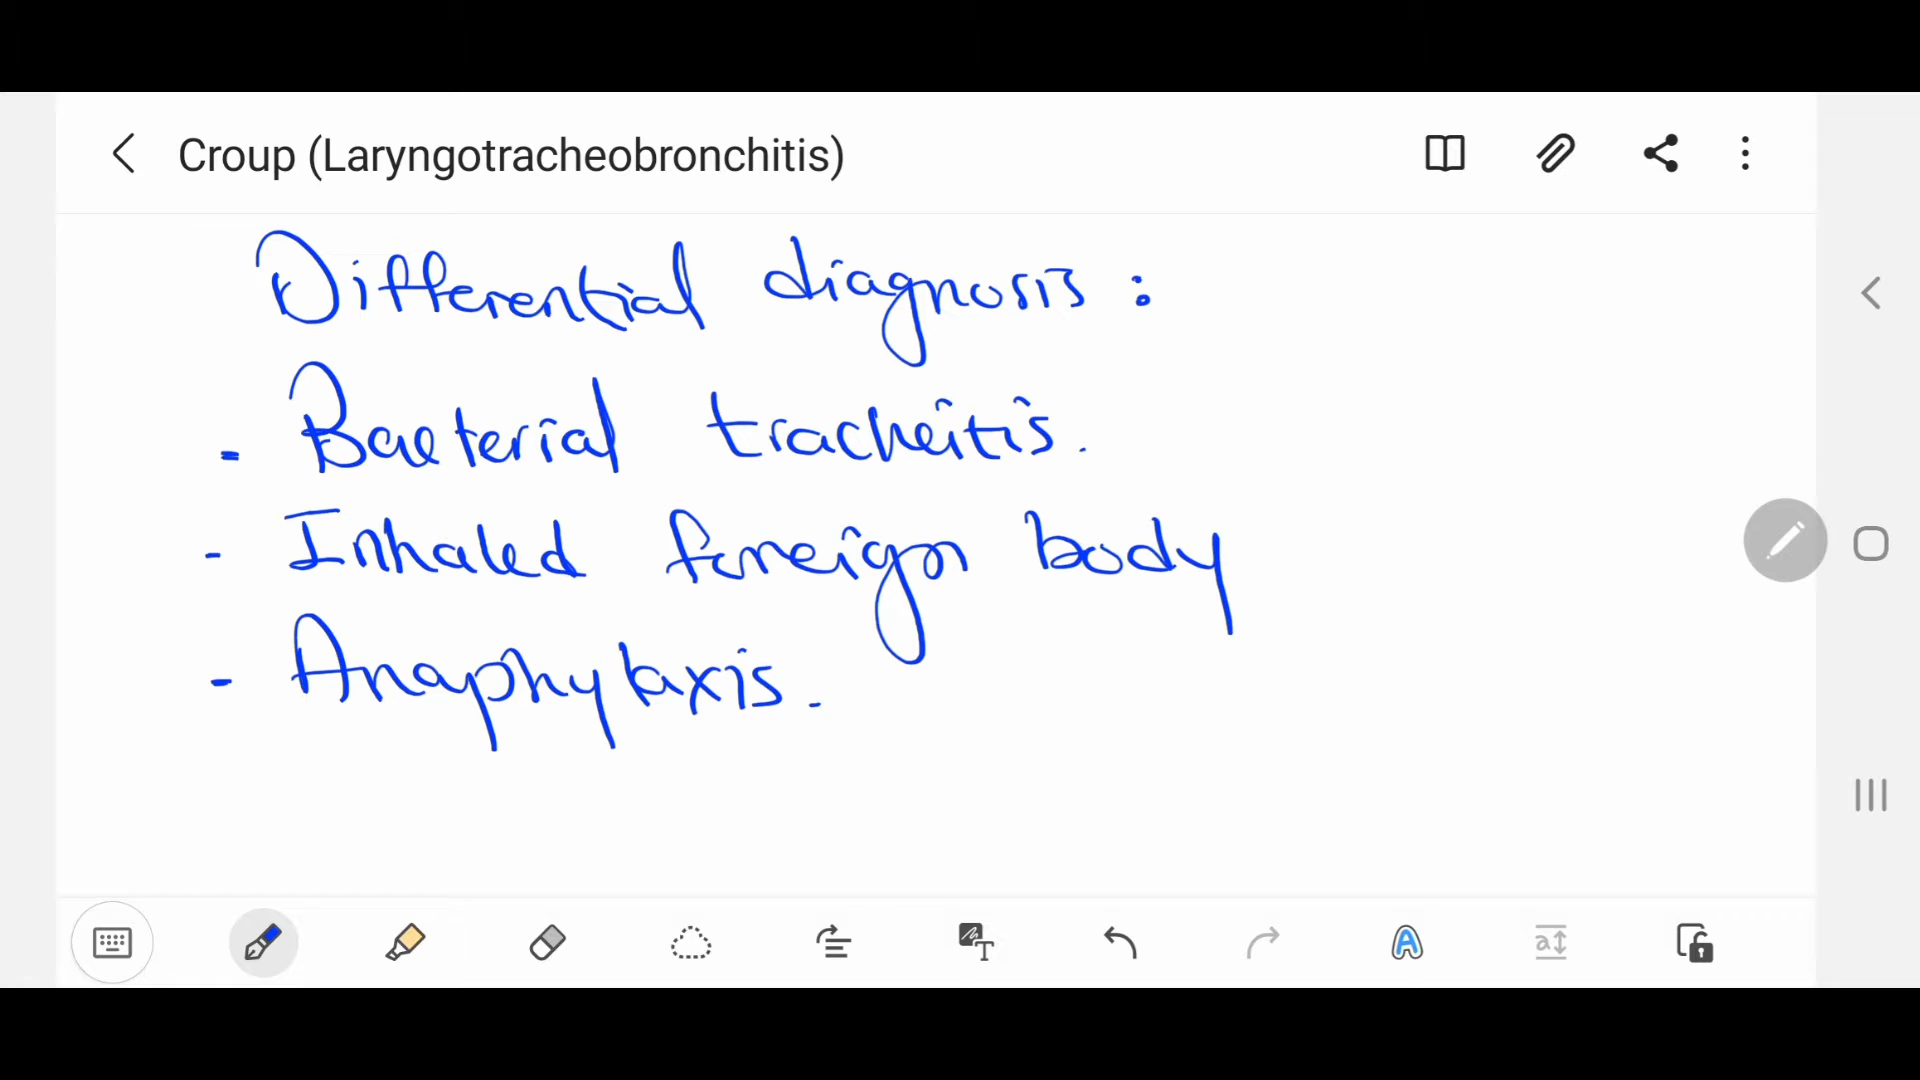 Croup (Laryngotracheobronchitis)
Differential diagnosis:
- Bacterial tracheitis.
- Inhaled foreign body
- Anaphylaxis.